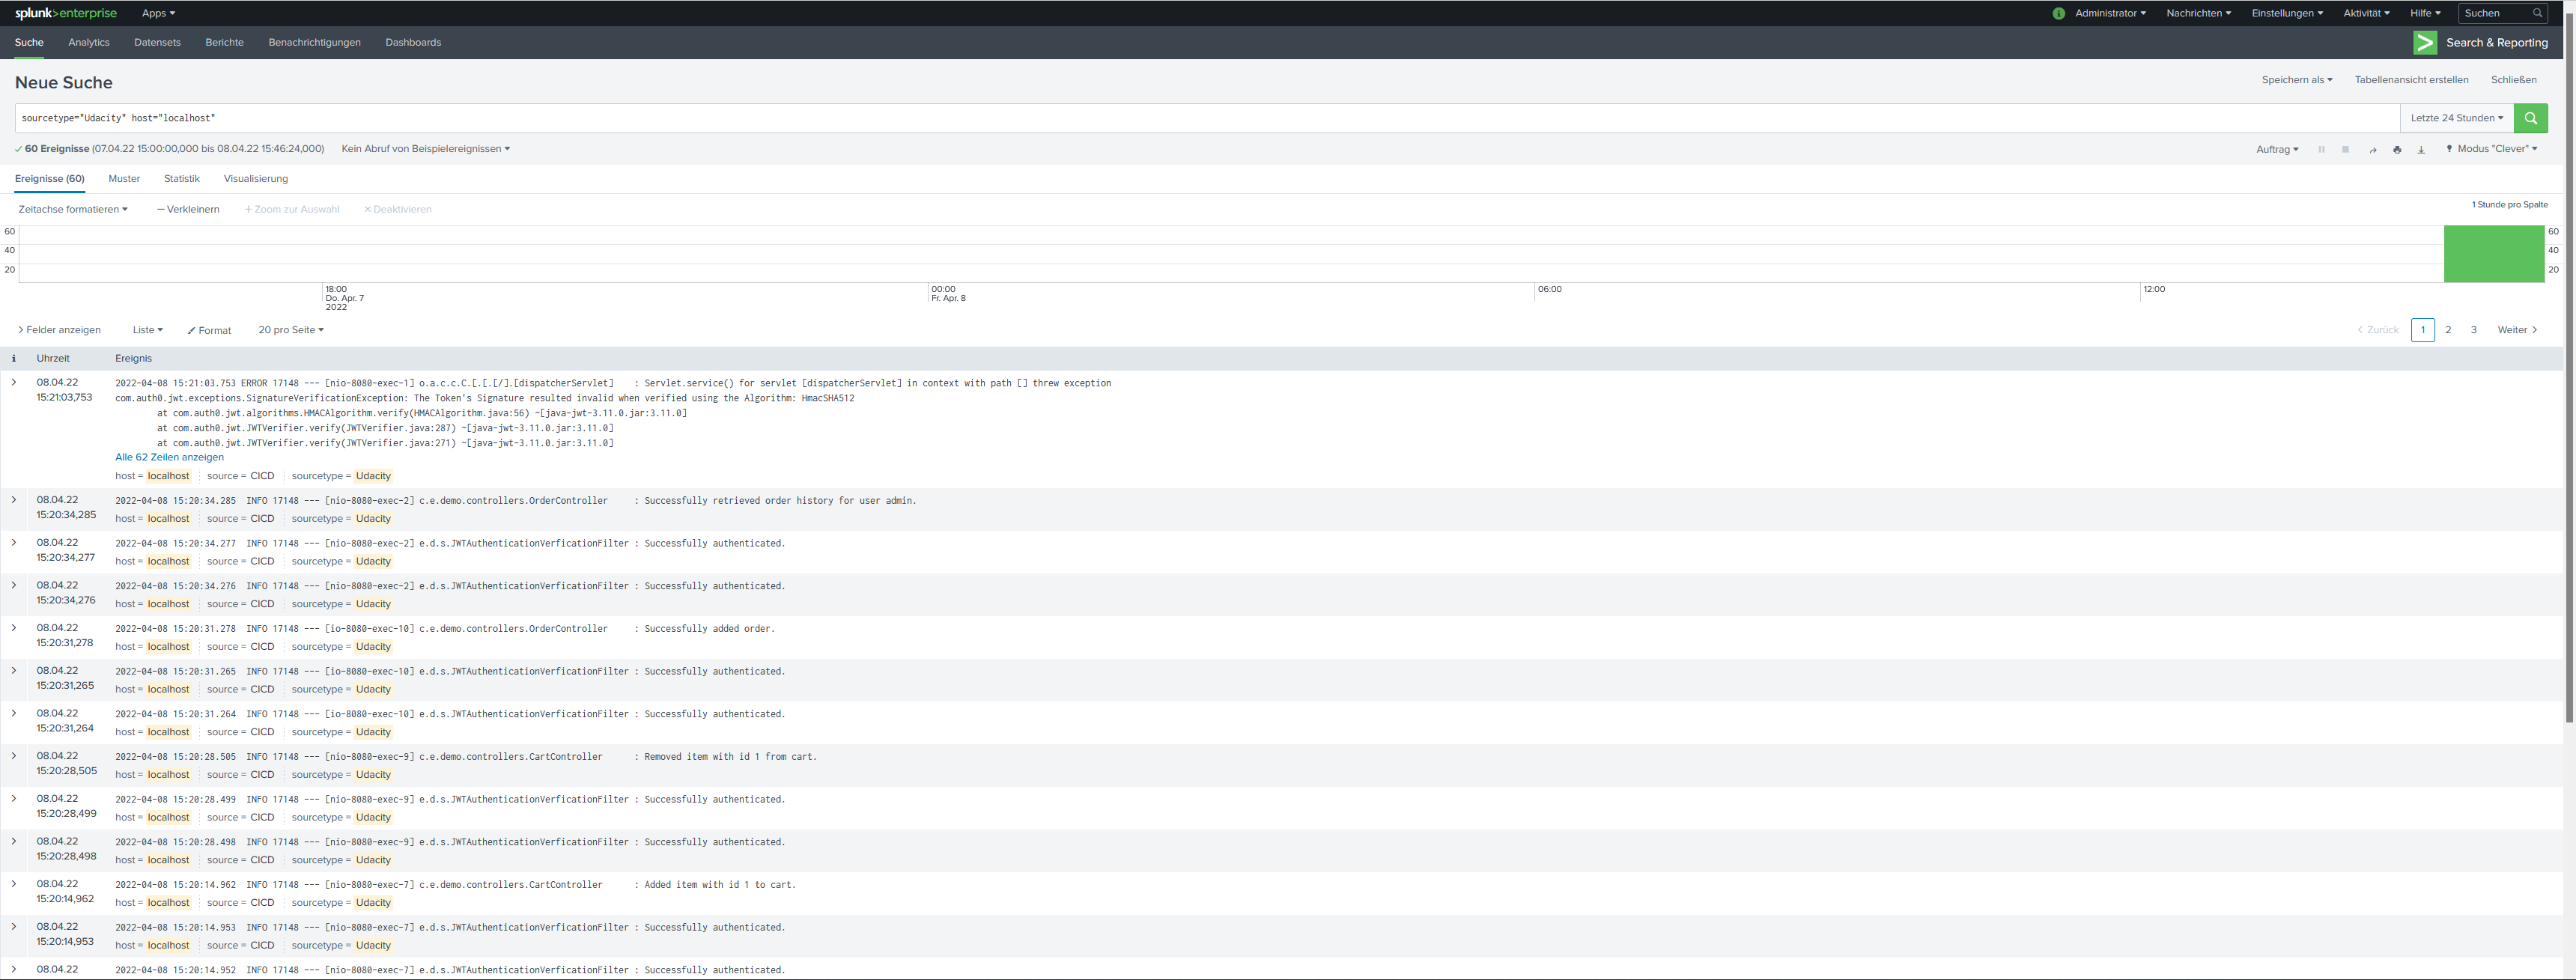 splunk>enterprise Apps Administrator Nachrichten Einstellungen Aktivität Hilfe Suchen
Suche Analytics Datensets Berichte Benachrichtigungen Dashboards Search & Reporting
Neue Suche Speichern als Tabellenansicht erstellen Schließen
sourcetype="Udacity" host="localhost" Letzte 24 Stunden
60 Ereignisse (07.04.22 15:00:00,000 bis 08.04.22 15:46:24,000) Kein Abruf von Beispielereignissen Auftrag Modus "Clever"
Ereignisse (60) Muster Statistik Visualisierung
Zeitachse formatieren — Verkleinern + Zoom zur Auswahl × Deaktivieren 1 Stunde pro Spalte
60 60
40 40
20 20
18:00 00:00 06:00 12:00
Do. Apr. 7 Fr. Apr. 8
2022
> Felder anzeigen Liste Format 20 pro Seite < Zurück 1 2 3 Weiter >
i Uhrzeit Ereignis
> 08.04.22 2022-04-08 15:21:03.753 ERROR 17148 --- [nio-8080-exec-1] o.a.c.c.C.[.[.[/].[dispatcherServlet] : Servlet.service() for servlet [dispatcherServlet] in context with path [] threw exception
15:21:03,753 com.auth0.jwt.exceptions.SignatureVerificationException: The Token's Signature resulted invalid when verified using the Algorithm: HmacSHA512
at com.auth0.jwt.algorithms.HMACAlgorithm.verify(HMACAlgorithm.java:56) ~[java-jwt-3.11.0.jar:3.11.0]
at com.auth0.jwt.JWTVerifier.verify(JWTVerifier.java:287) ~[java-jwt-3.11.0.jar:3.11.0]
at com.auth0.jwt.JWTVerifier.verify(JWTVerifier.java:271) ~[java-jwt-3.11.0.jar:3.11.0]
Alle 62 Zeilen anzeigen
host = localhost source = CICD sourcetype = Udacity
> 08.04.22 2022-04-08 15:20:34.285 INFO 17148 --- [nio-8080-exec-2] c.e.demo.controllers.OrderController : Successfully retrieved order history for user admin.
15:20:34,285 host = localhost source = CICD sourcetype = Udacity
> 08.04.22 2022-04-08 15:20:34.277 INFO 17148 --- [nio-8080-exec-2] e.d.s.JWTAuthenticationVerficationFilter : Successfully authenticated.
15:20:34,277 host = localhost source = CICD sourcetype = Udacity
> 08.04.22 2022-04-08 15:20:34.276 INFO 17148 --- [nio-8080-exec-2] e.d.s.JWTAuthenticationVerficationFilter : Successfully authenticated.
15:20:34,276 host = localhost source = CICD sourcetype = Udacity
> 08.04.22 2022-04-08 15:20:31.278 INFO 17148 --- [io-8080-exec-10] c.e.demo.controllers.OrderController : Successfully added order.
15:20:31,278 host = localhost source = CICD sourcetype = Udacity
> 08.04.22 2022-04-08 15:20:31.265 INFO 17148 --- [io-8080-exec-10] e.d.s.JWTAuthenticationVerficationFilter : Successfully authenticated.
15:20:31,265 host = localhost source = CICD sourcetype = Udacity
> 08.04.22 2022-04-08 15:20:31.264 INFO 17148 --- [io-8080-exec-10] e.d.s.JWTAuthenticationVerficationFilter : Successfully authenticated.
15:20:31,264 host = localhost source = CICD sourcetype = Udacity
> 08.04.22 2022-04-08 15:20:28.505 INFO 17148 --- [nio-8080-exec-9] c.e.demo.controllers.CartController : Removed item with id 1 from cart.
15:20:28,505 host = localhost source = CICD sourcetype = Udacity
> 08.04.22 2022-04-08 15:20:28.499 INFO 17148 --- [nio-8080-exec-9] e.d.s.JWTAuthenticationVerficationFilter : Successfully authenticated.
15:20:28,499 host = localhost source = CICD sourcetype = Udacity
> 08.04.22 2022-04-08 15:20:28.498 INFO 17148 --- [nio-8080-exec-9] e.d.s.JWTAuthenticationVerficationFilter : Successfully authenticated.
15:20:28,498 host = localhost source = CICD sourcetype = Udacity
> 08.04.22 2022-04-08 15:20:14.962 INFO 17148 --- [nio-8080-exec-7] c.e.demo.controllers.CartController : Added item with id 1 to cart.
15:20:14,962 host = localhost source = CICD sourcetype = Udacity
> 08.04.22 2022-04-08 15:20:14.953 INFO 17148 --- [nio-8080-exec-7] e.d.s.JWTAuthenticationVerficationFilter : Successfully authenticated.
15:20:14,953 host = localhost source = CICD sourcetype = Udacity
> 08.04.22 2022-04-08 15:20:14.952 INFO 17148 --- [nio-8080-exec-7] e.d.s.JWTAuthenticationVerficationFilter : Successfully authenticated.